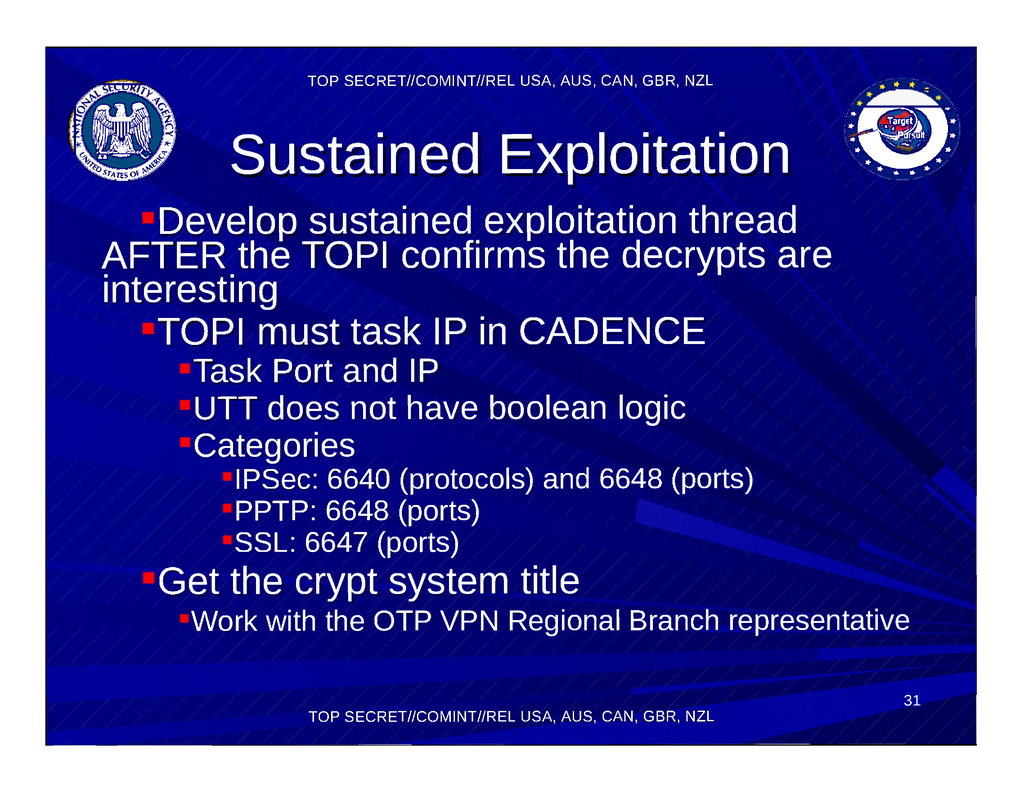 TOP SECRET//COMINT//REL USA, AUS, CAN, GBR, NZL
NATIONAL SECURITY AGENCY
UNITED STATES OF AMERICA
Target
Pursuit
Sustained Exploitation
▪Develop sustained exploitation thread
AFTER the TOPI confirms the decrypts are
interesting
▪TOPI must task IP in CADENCE
▪Task Port and IP
▪UTT does not have boolean logic
▪Categories
▪IPSec: 6640 (protocols) and 6648 (ports)
▪PPTP: 6648 (ports)
▪SSL: 6647 (ports)
▪Get the crypt system title
▪Work with the OTP VPN Regional Branch representative
31
TOP SECRET//COMINT//REL USA, AUS, CAN, GBR, NZL